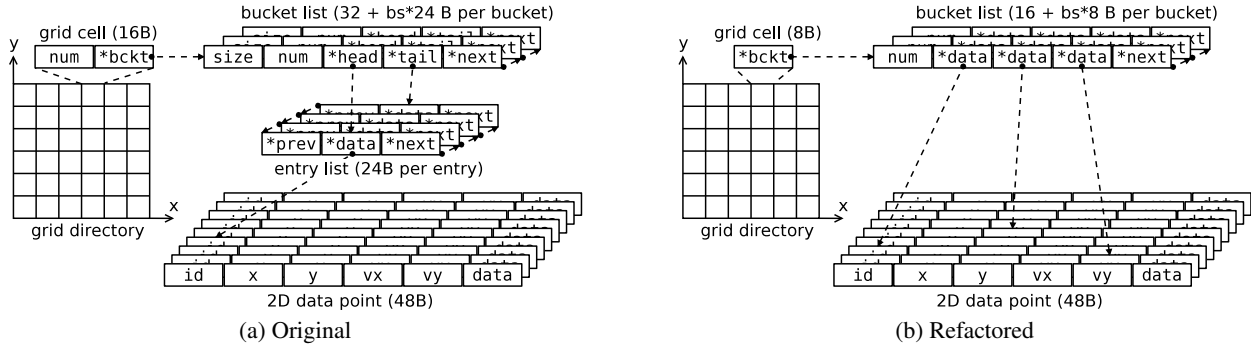 bucket list (32 + bs*24 B per bucket)
grid cell (16B)
y
num *bckt
size num *head *tail *next
*prev *data *next
entry list (24B per entry)
x
grid directory
id x y vx vy data
2D data point (48B)
(a) Original
bucket list (16 + bs*8 B per bucket)
grid cell (8B)
y
*bckt
num *data *data *data *next
x
grid directory
id x y vx vy data
2D data point (48B)
(b) Refactored